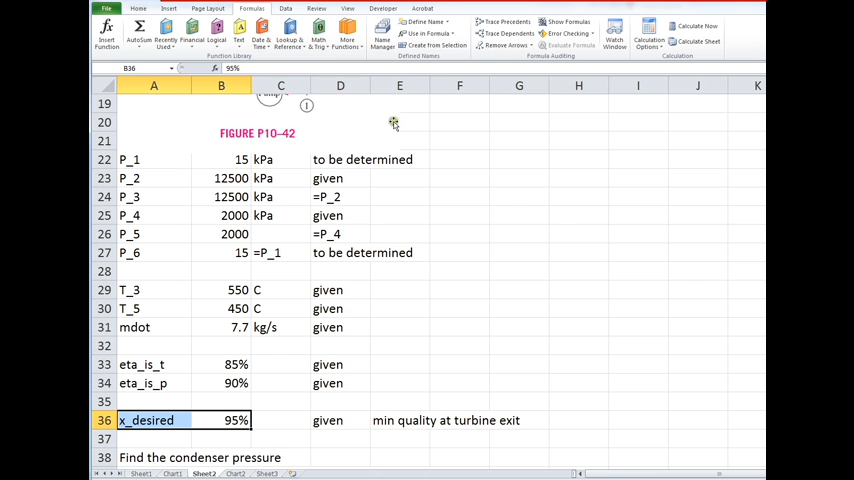 File Home Insert Page Layout Formulas Data Review View Developer Acrobat
fx Insert Function
Σ AutoSum
Recently Used
Financial
Logical
Text
Date & Time
Lookup & Reference
Math & Trig
More Functions
Function Library
Name Manager
Define Name
Use in Formula
Create from Selection
Defined Names
Trace Precedents
Trace Dependents
Remove Arrows
Show Formulas
Error Checking
Evaluate Formula
Formula Auditing
Watch Window
Calculation Options
Calculate Now
Calculate Sheet
Calculation
B36 fx 95%
A B C D E F G H I J K
19 1
20
21 FIGURE P10–42
22 P_1 15 kPa to be determined
23 P_2 12500 kPa given
24 P_3 12500 kPa =P_2
25 P_4 2000 kPa given
26 P_5 2000 =P_4
27 P_6 15 =P_1 to be determined
28
29 T_3 550 C given
30 T_5 450 C given
31 mdot 7.7 kg/s given
32
33 eta_is_t 85% given
34 eta_is_p 90% given
35
36 x_desired 95% given min quality at turbine exit
37
38 Find the condenser pressure
Sheet1 Chart1 Sheet2 Chart2 Sheet3